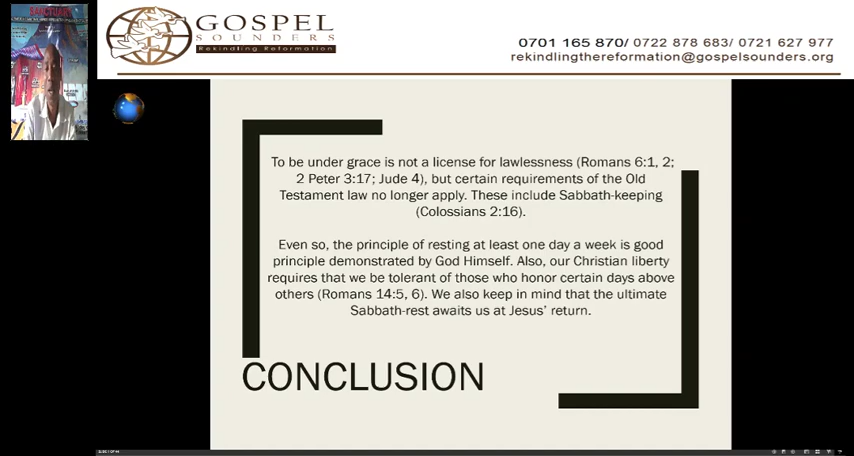 SANCTUARY
GOSPEL
SOUNDERS
Rekindling Reformation
0701 165 870/ 0722 878 683/ 0721 627 977
rekindlingthereformation@gospelsounders.org
To be under grace is not a license for lawlessness (Romans 6:1, 2;
2 Peter 3:17; Jude 4), but certain requirements of the Old
Testament law no longer apply. These include Sabbath-keeping
(Colossians 2:16).
Even so, the principle of resting at least one day a week is good
principle demonstrated by God Himself. Also, our Christian liberty
requires that we be tolerant of those who honor certain days above
others (Romans 14:5, 6). We also keep in mind that the ultimate
Sabbath-rest awaits us at Jesus’ return.
CONCLUSION